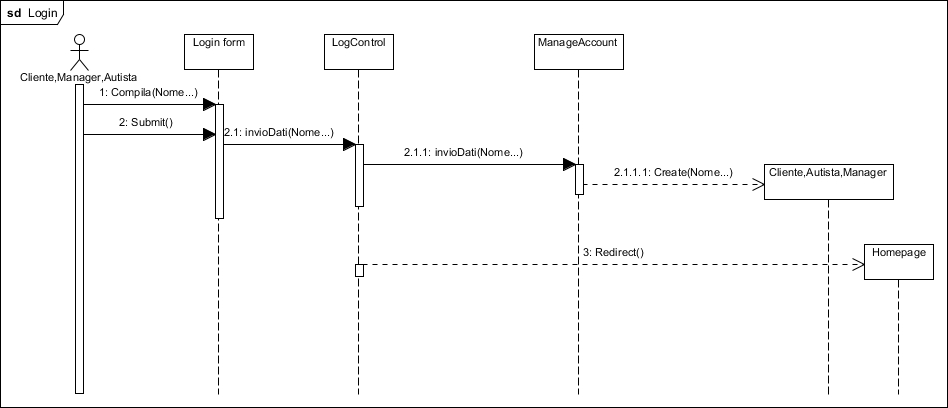 sd Login
Login form
LogControl
ManageAccount
Cliente,Manager,Autista
1: Compila(Nome...)
2: Submit()
2.1: invioDati(Nome...)
2.1.1: invioDati(Nome...)
2.1.1.1: Create(Nome...)
Cliente,Autista,Manager
3: Redirect()
Homepage